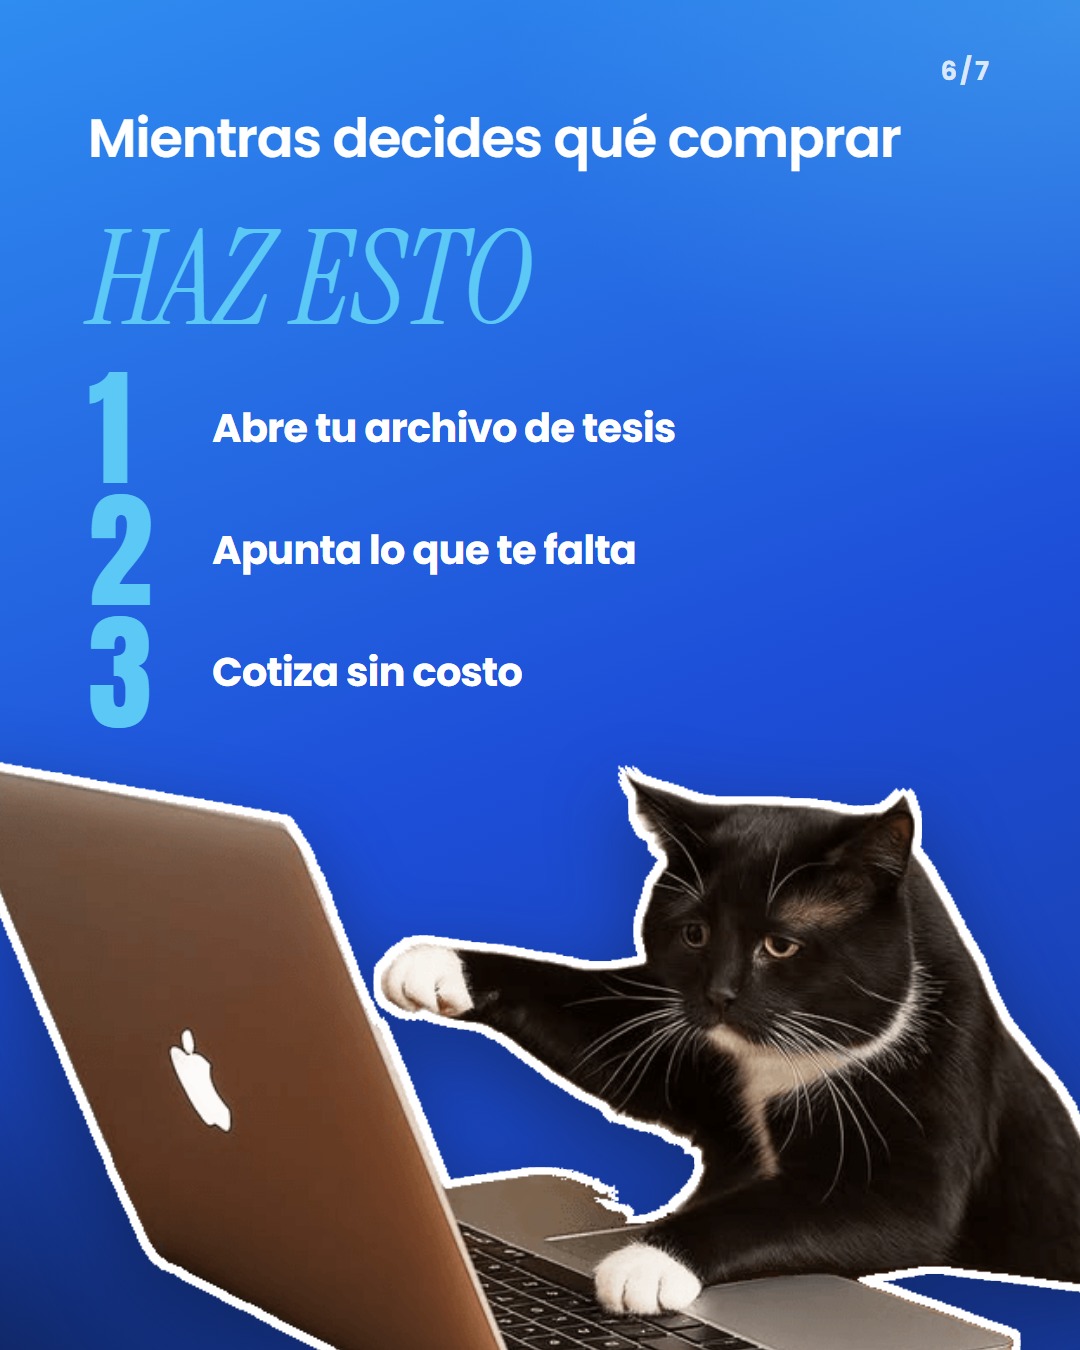 6/7
Mientras decides qué comprar
HAZ ESTO
1 Abre tu archivo de tesis
2 Apunta lo que te falta
3 Cotiza sin costo